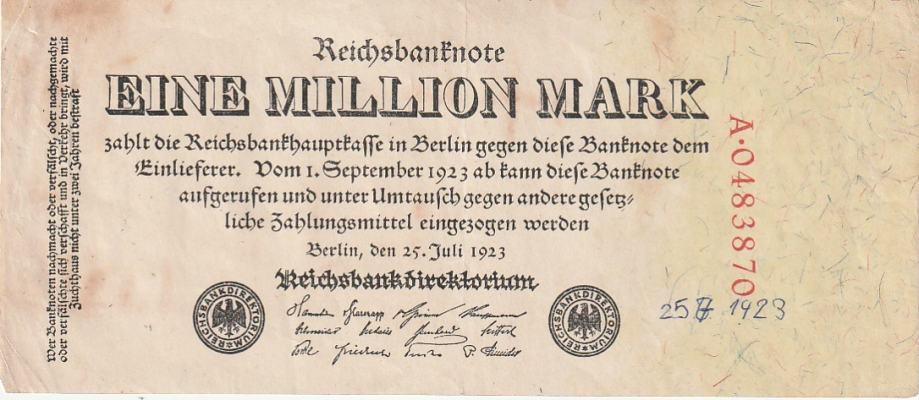 Reichsbanknote
EINE MILLION MARK
zahlt die Reichsbankhauptkasse in Berlin gegen diese Banknote dem
Einlieferer. Vom 1. September 1923 ab kann diese Banknote
aufgerufen und unter Umtausch gegen andere gesetz-
liche Zahlungsmittel eingezogen werden
Berlin, den 25. Juli 1923
Reichsbankdirektorium
REICHSBANKDIREKTORIUM
REICHSBANKDIREKTORIUM
Wer Banknoten nachmacht oder verfälscht, oder nachgemachte
oder verfälschte sich verschafft und in Verkehr bringt, wird mit
Zuchthaus nicht unter zwei Jahren bestraft
A·0483870
25 7 1923